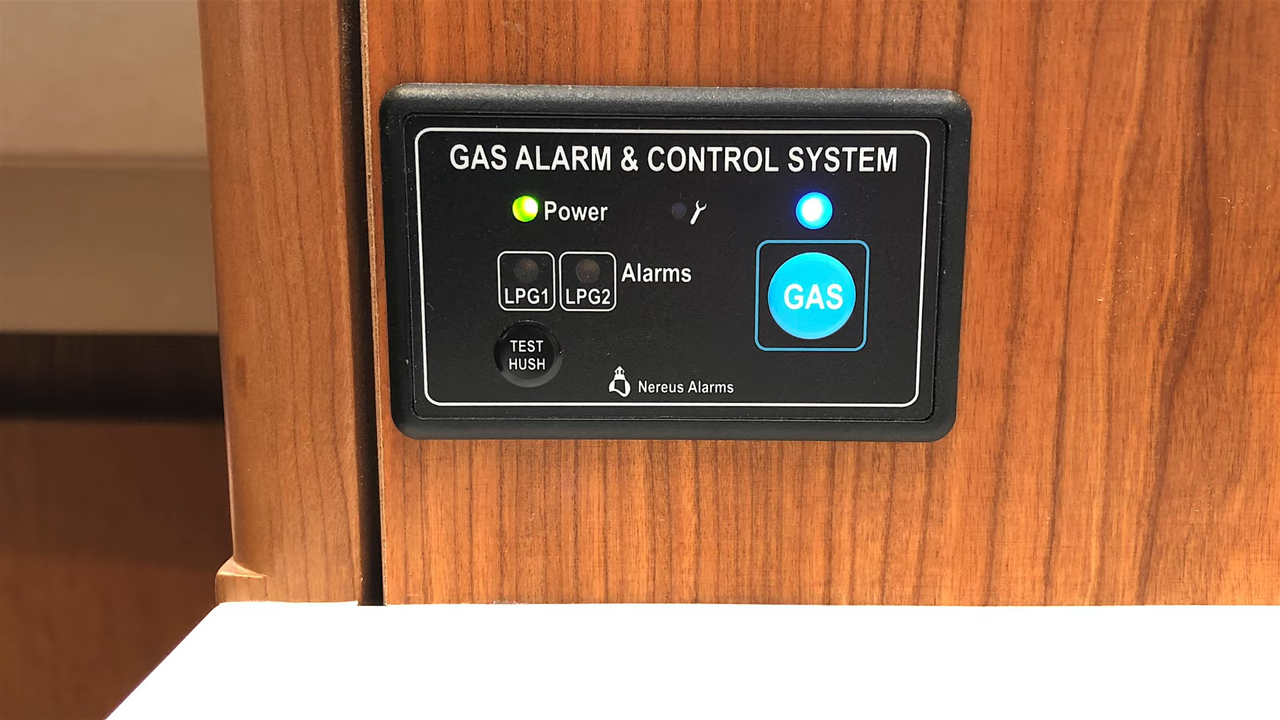 GAS ALARM & CONTROL SYSTEM
Power
Alarms
LPG1 LPG2
GAS
TEST
HUSH
Nereus Alarms